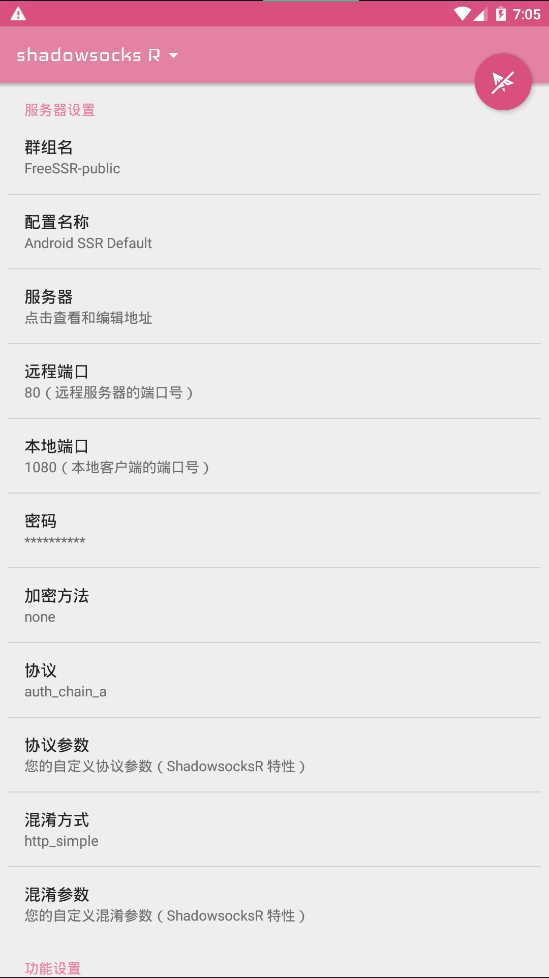 7:05
shadowsocks R
服务器设置
群组名
FreeSSR-public
配置名称
Android SSR Default
服务器
点击查看和编辑地址
远程端口
80（远程服务器的端口号）
本地端口
1080（本地客户端的端口号）
密码
**********
加密方法
none
协议
auth_chain_a
协议参数
您的自定义协议参数（ShadowsocksR 特性）
混淆方式
http_simple
混淆参数
您的自定义混淆参数（ShadowsocksR 特性）
功能设置